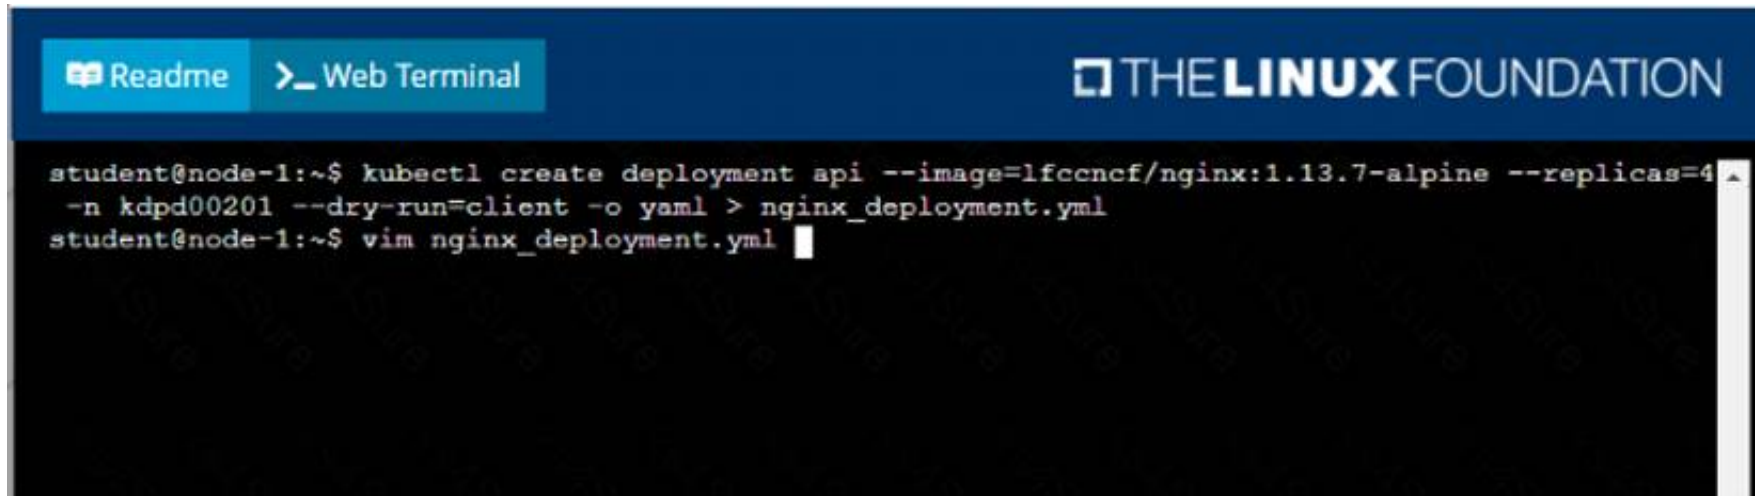 Readme >_ Web Terminal THE LINUX FOUNDATION
student@node-1:~$ kubectl create deployment api --image=lfccncf/nginx:1.13.7-alpine --replicas=4
-n kdpd00201 --dry-run=client -o yaml > nginx_deployment.yml
student@node-1:~$ vim nginx_deployment.yml